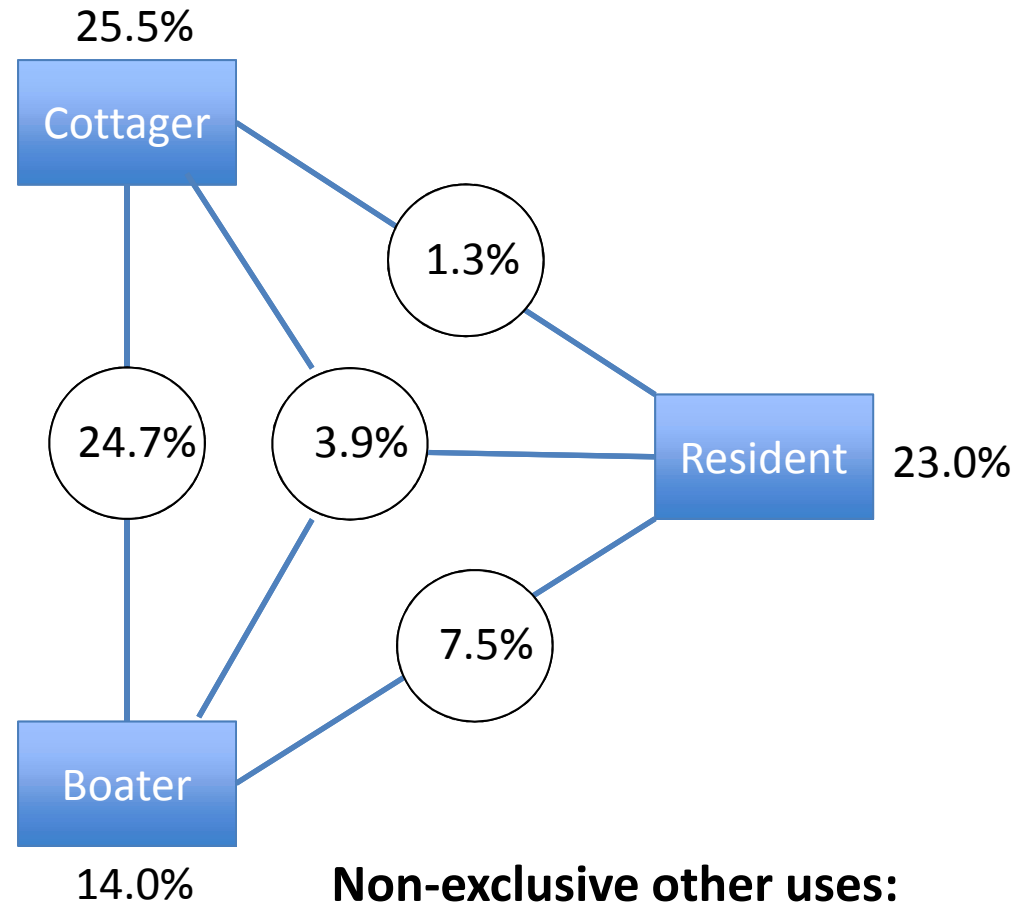 25.5%
Cottager
1.3%
24.7%
3.9%
Resident
23.0%
7.5%
Boater
14.0%
Non-exclusive other uses: